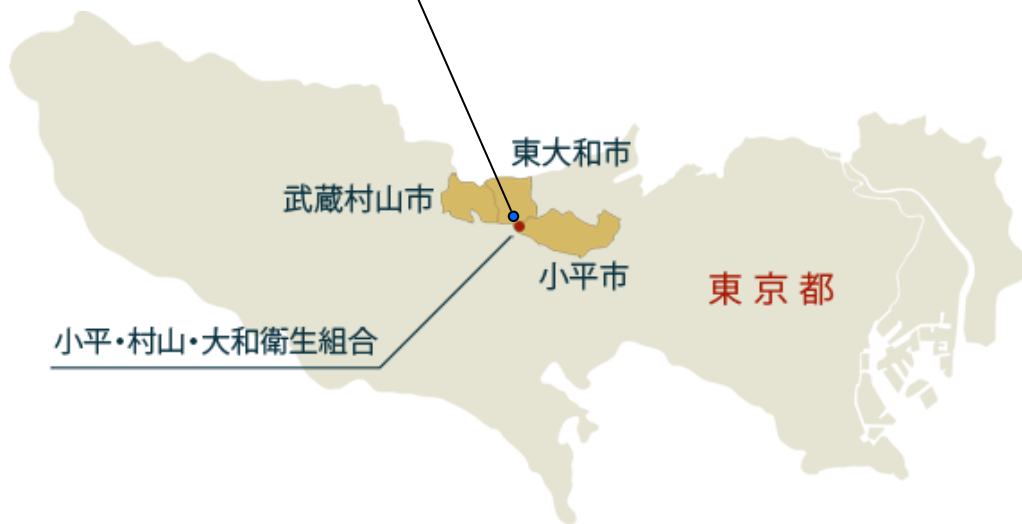 東大和市
武蔵村山市
小平市
東京都
小平・村山・大和衛生組合